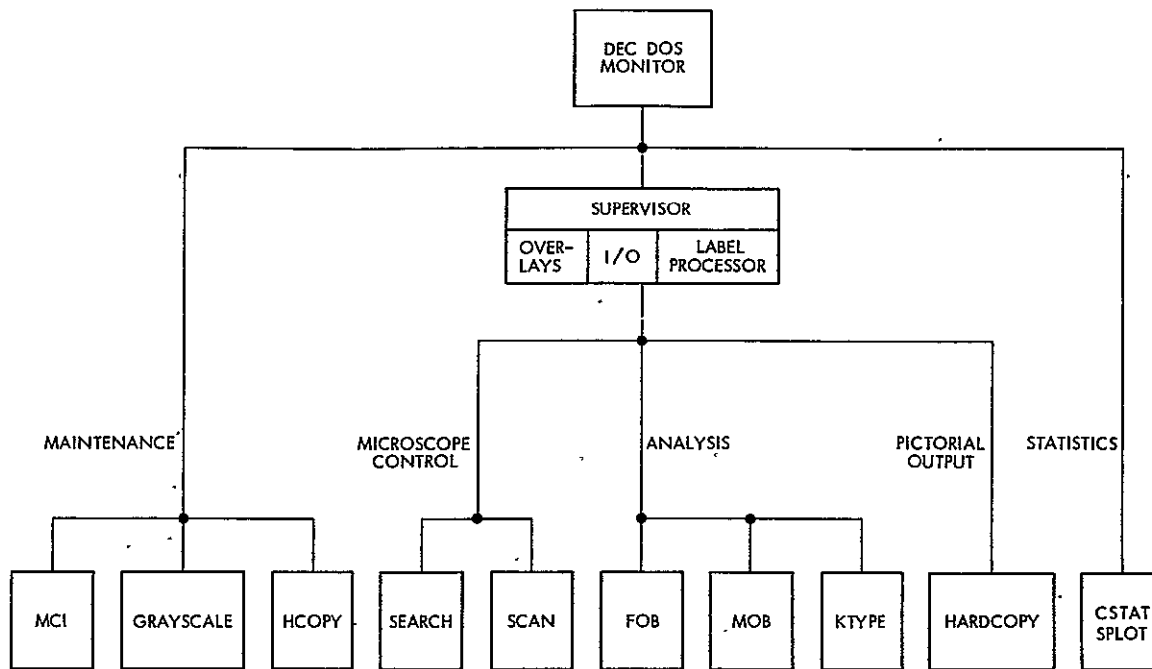 DEC DOS
MONITOR
SUPERVISOR
OVER-
LAYS
I/O
LABEL
PROCESSOR
MAINTENANCE
MICROSCOPE
CONTROL
ANALYSIS
PICTORIAL
OUTPUT
STATISTICS
MCI
GRAYSCALE
HCOPY
SEARCH
SCAN
FOB
MOB
KTYPE
HARDCOPY
CSTAT
SPLOT